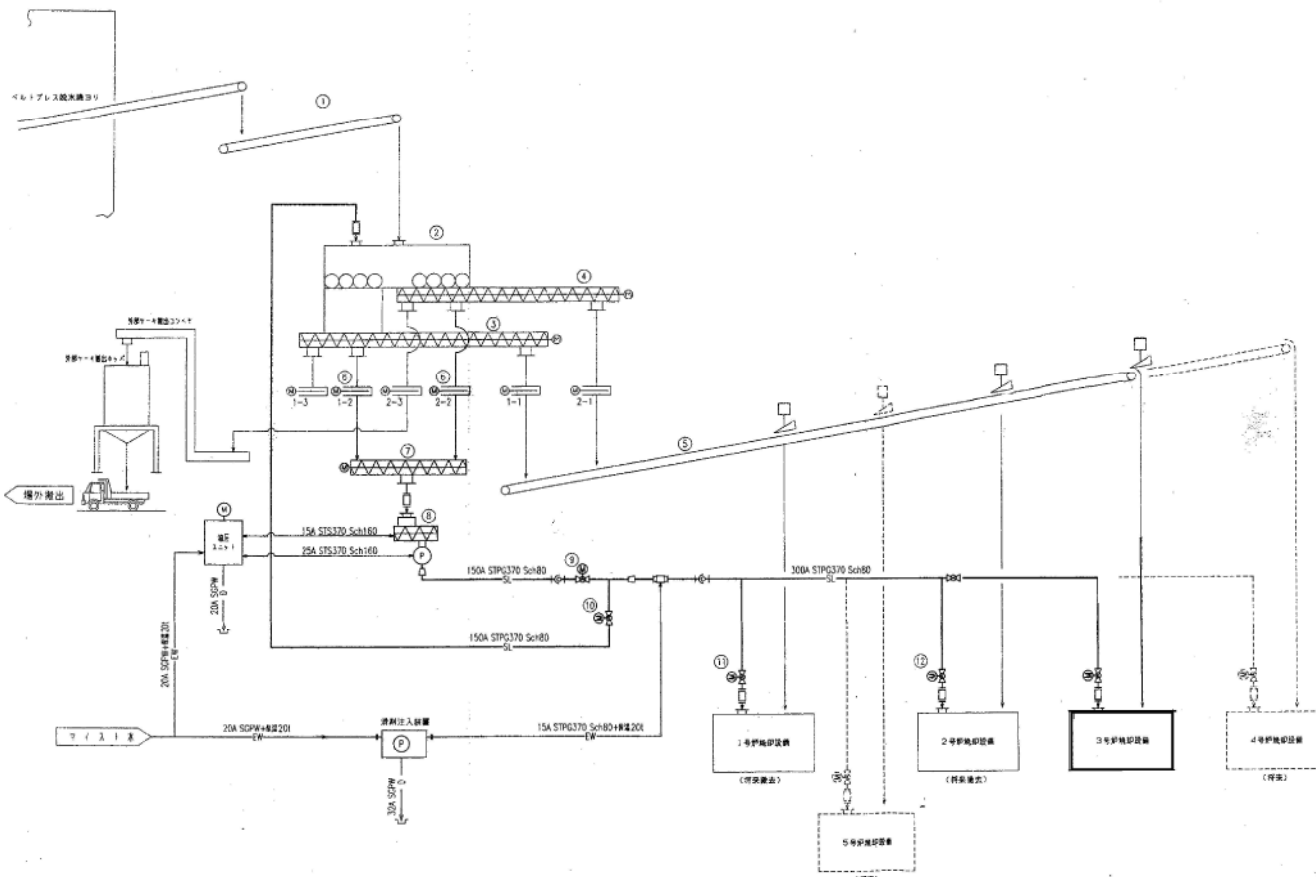 ベルトプレス脱水機ヨリ
①
②
④
③
外部ケーキ搬出コンベヤ
外部ケーキ搬出ホッパ
⑥
⑥
1-3
1-2
2-3
2-2
1-1
2-1
⑤
⑦
場外搬出
M
油圧
ユニット
⑧
15A STS370 Sch160
25A STS370 Sch160
P
⑨
150A STPG370 Sch80
SL
300A STPG370 Sch80
SL
20A SGPW
D
⑩
150A STPG370 Sch80
SL
20A SGPW+保温20t
EW
⑪
⑫
滑剤注入装置
20A SGPW+保温20t
EW
P
15A STPG370 Sch80+保温20t
EW
1号炉焼却設備
(将来撤去)
2号炉焼却設備
(将来撤去)
3号炉焼却設備
4号炉焼却設備
(将来)
D
5号炉焼却設備